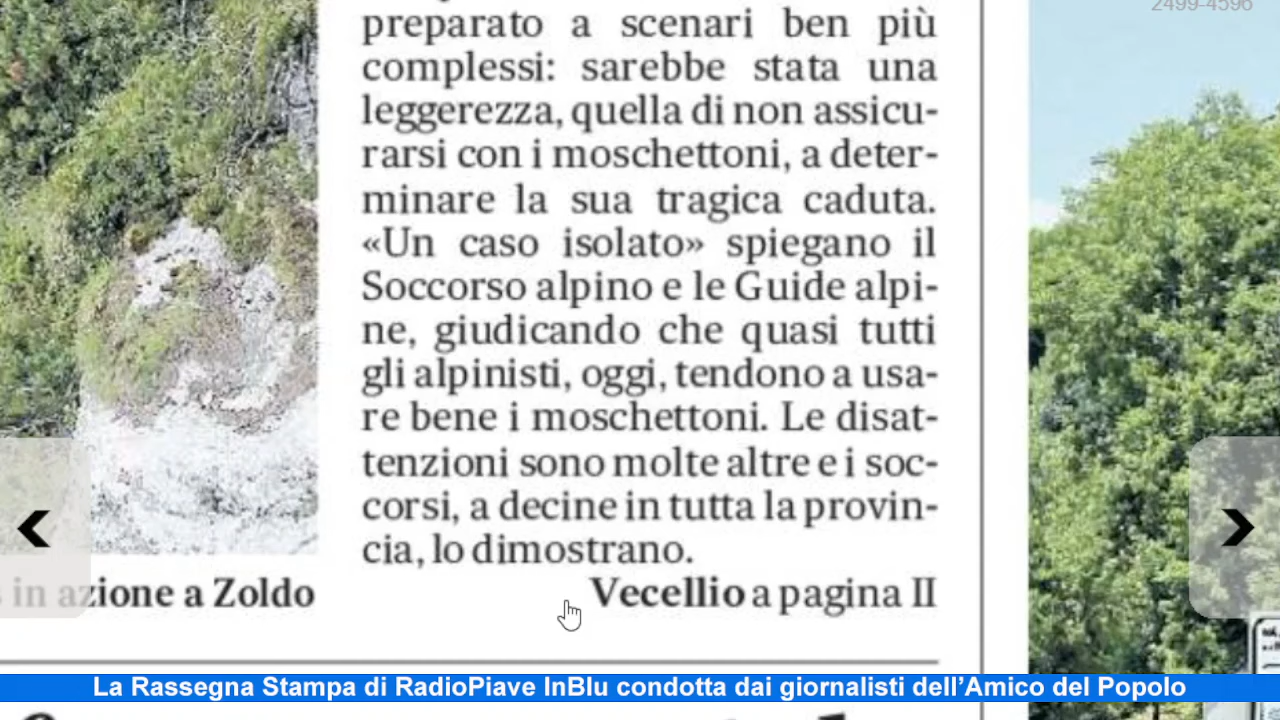 2499-4596
preparato a scenari ben più
complessi: sarebbe stata una
leggerezza, quella di non assicu-
rarsi con i moschettoni, a deter-
minare la sua tragica caduta.
«Un caso isolato» spiegano il
Soccorso alpino e le Guide alpi-
ne, giudicando che quasi tutti
gli alpinisti, oggi, tendono a usa-
re bene i moschettoni. Le disat-
tenzioni sono molte altre e i soc-
corsi, a decine in tutta la provin-
cia, lo dimostrano.
in azione a Zoldo
Vecellio a pagina II
La Rassegna Stampa di RadioPiave InBlu condotta dai giornalisti dell’Amico del Popolo